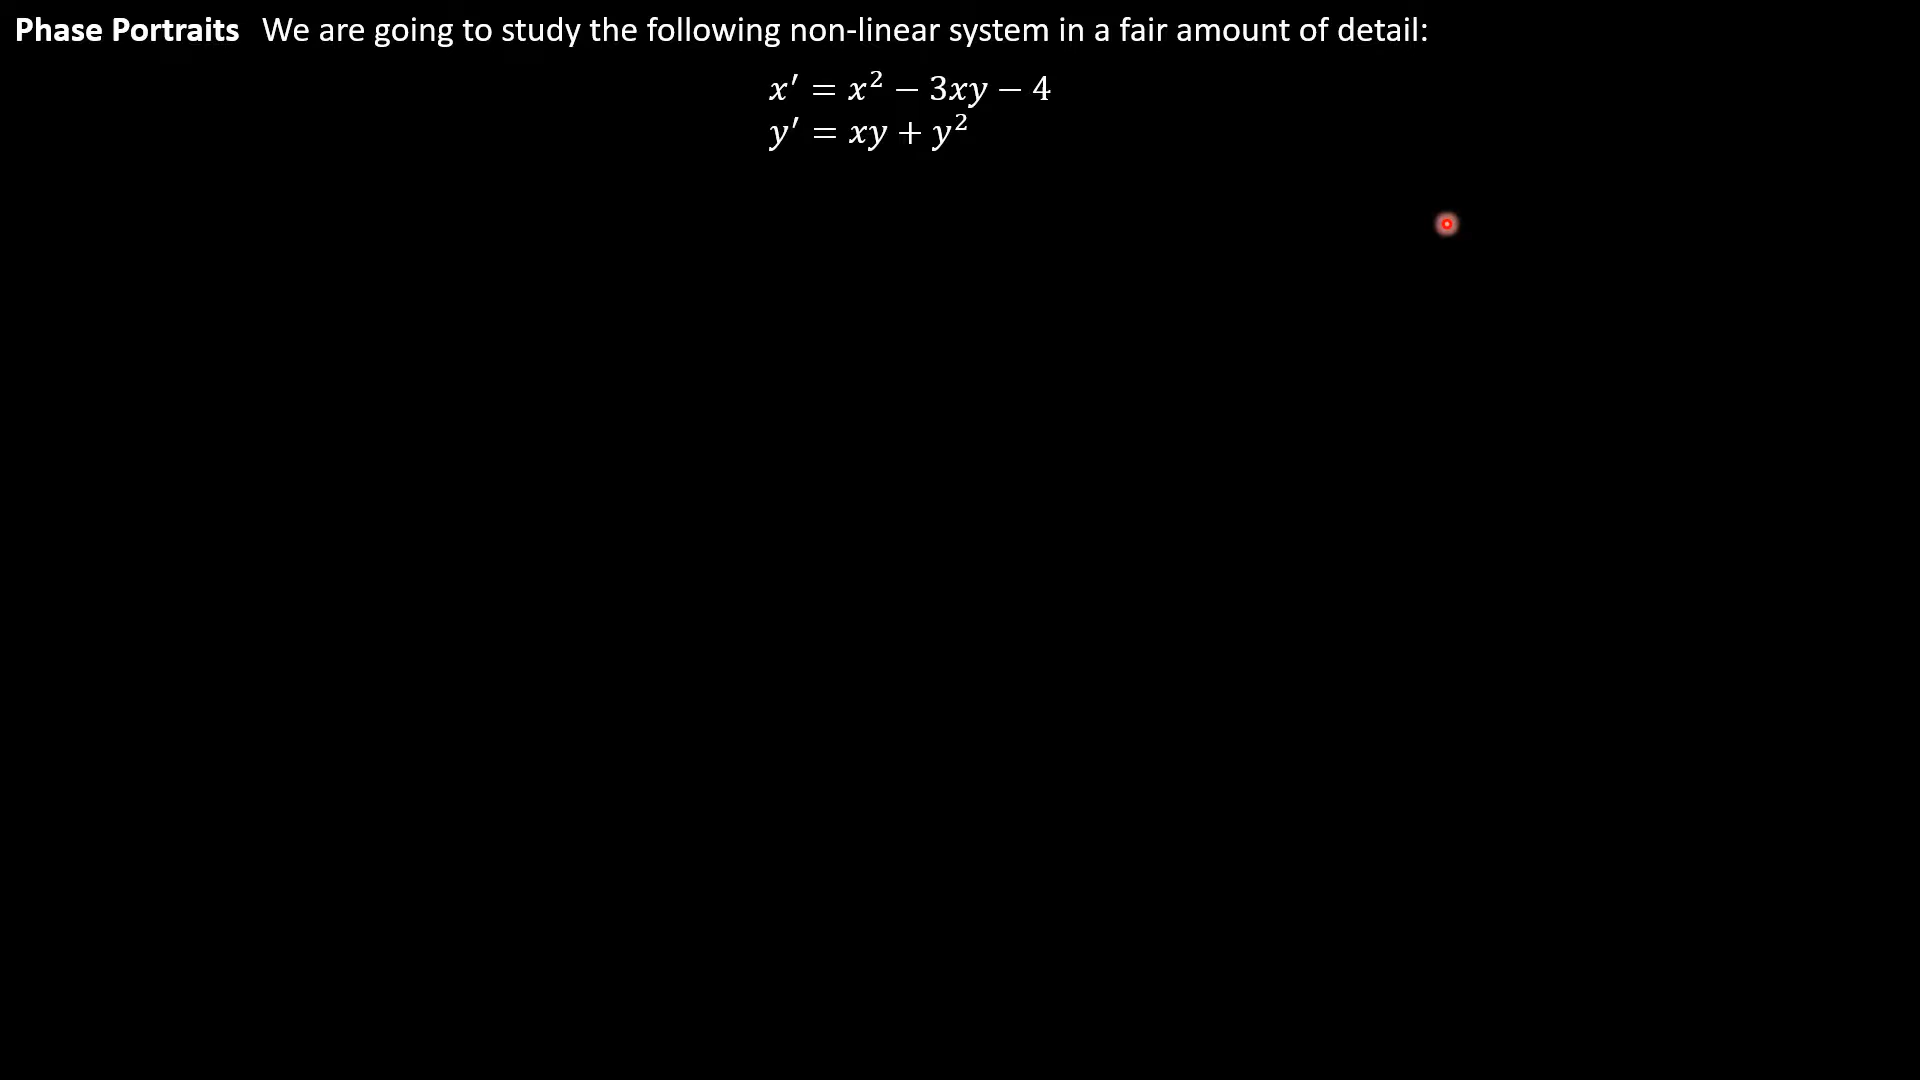 Phase Portraits We are going to study the following non-linear system in a fair amount of detail:
x′ = x² − 3xy − 4
y′ = xy + y²